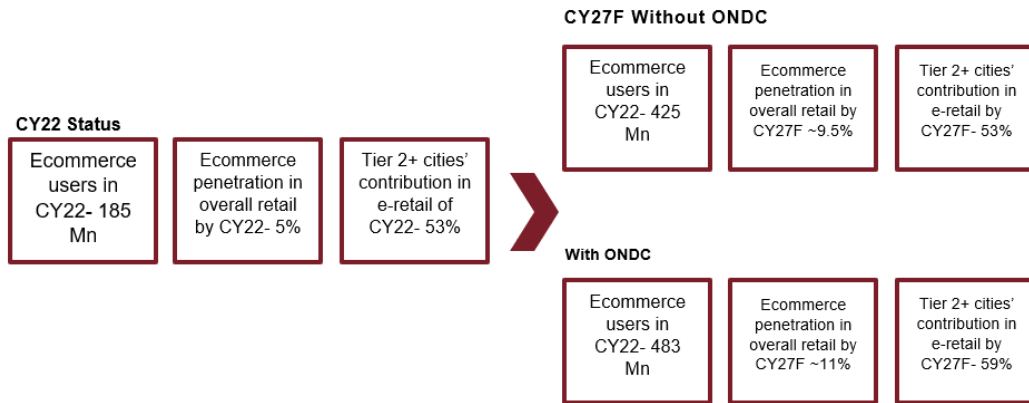 CY27F Without ONDC
Ecommerce
users in
CY22- 425
Mn
Ecommerce
penetration in
overall retail by
CY27F ~9.5%
Tier 2+ cities'
contribution in
e-retail by
CY27F- 53%
CY22 Status
Ecommerce
users in
CY22- 185
Mn
Ecommerce
penetration in
overall retail
by CY22- 5%
Tier 2+ cities'
contribution in
e-retail of
CY22- 53%
With ONDC
Ecommerce
users in
CY22- 483
Mn
Ecommerce
penetration in
overall retail by
CY27F ~11%
Tier 2+ cities'
contribution in
e-retail by
CY27F- 59%